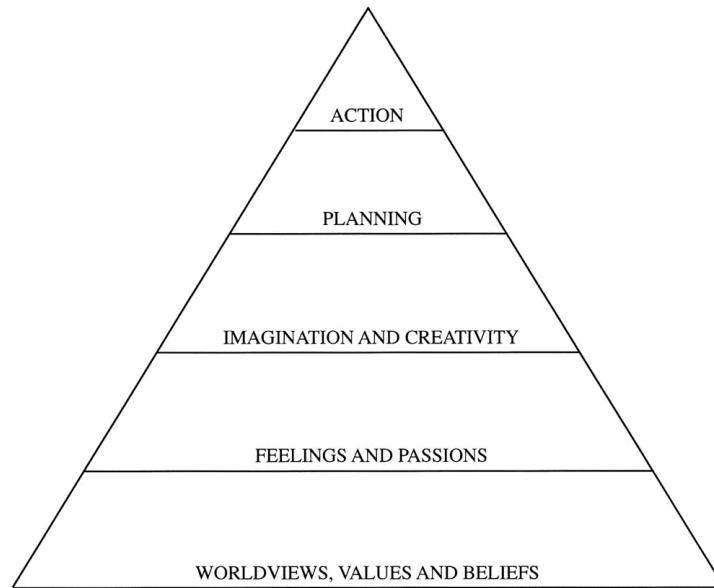 ACTION
PLANNING
IMAGINATION AND CREATIVITY
FEELINGS AND PASSIONS
WORLDVIEWS, VALUES AND BELIEFS